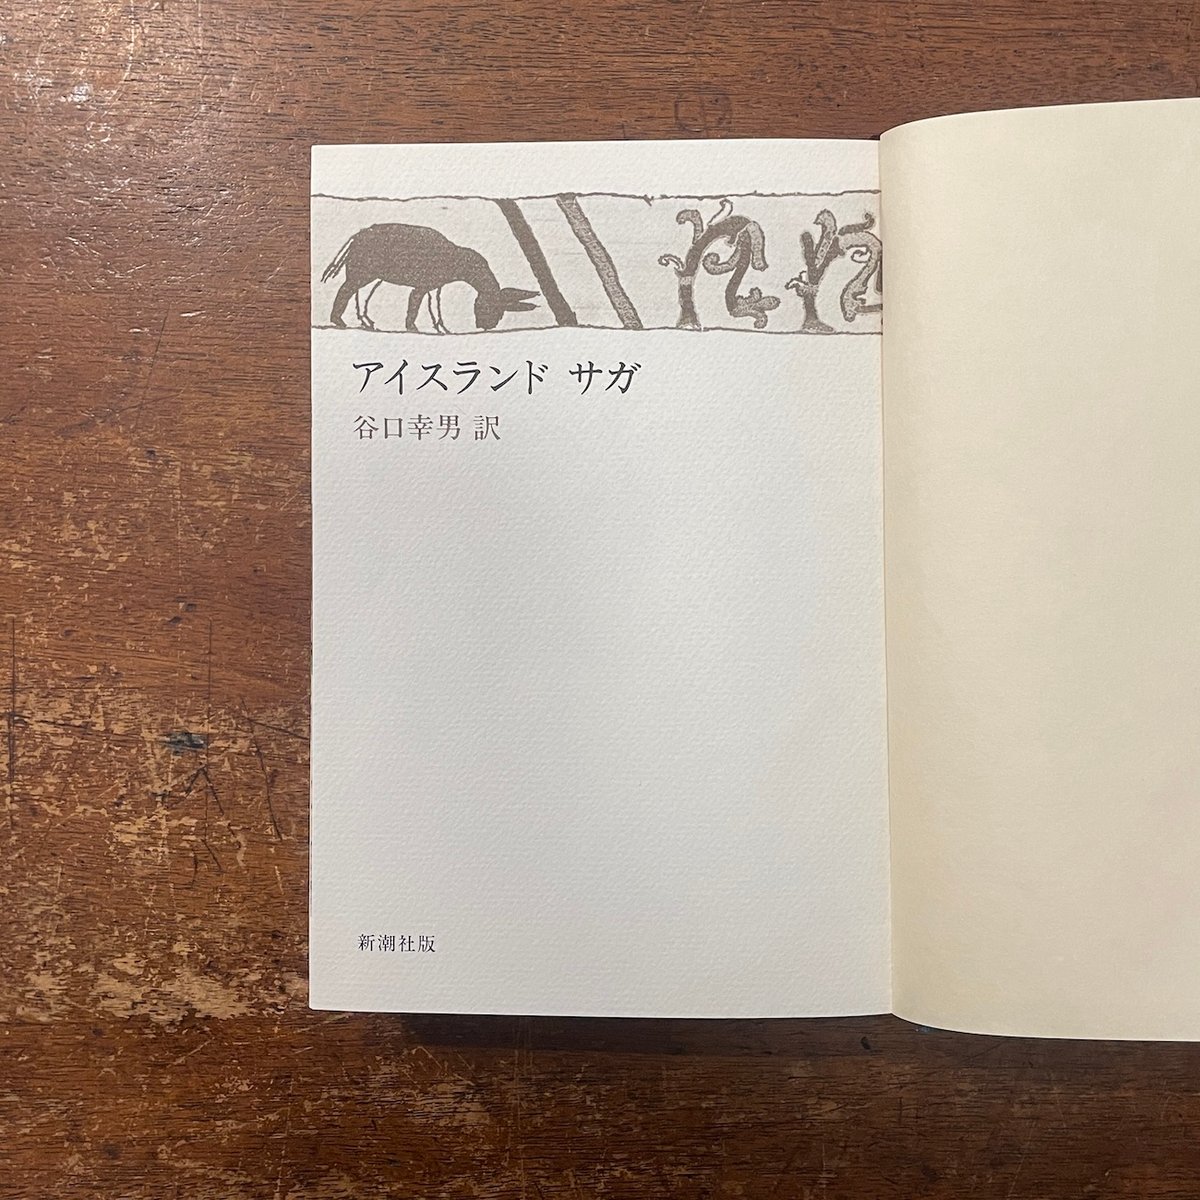 アイスランド サガ
谷口幸男 訳
新潮社版